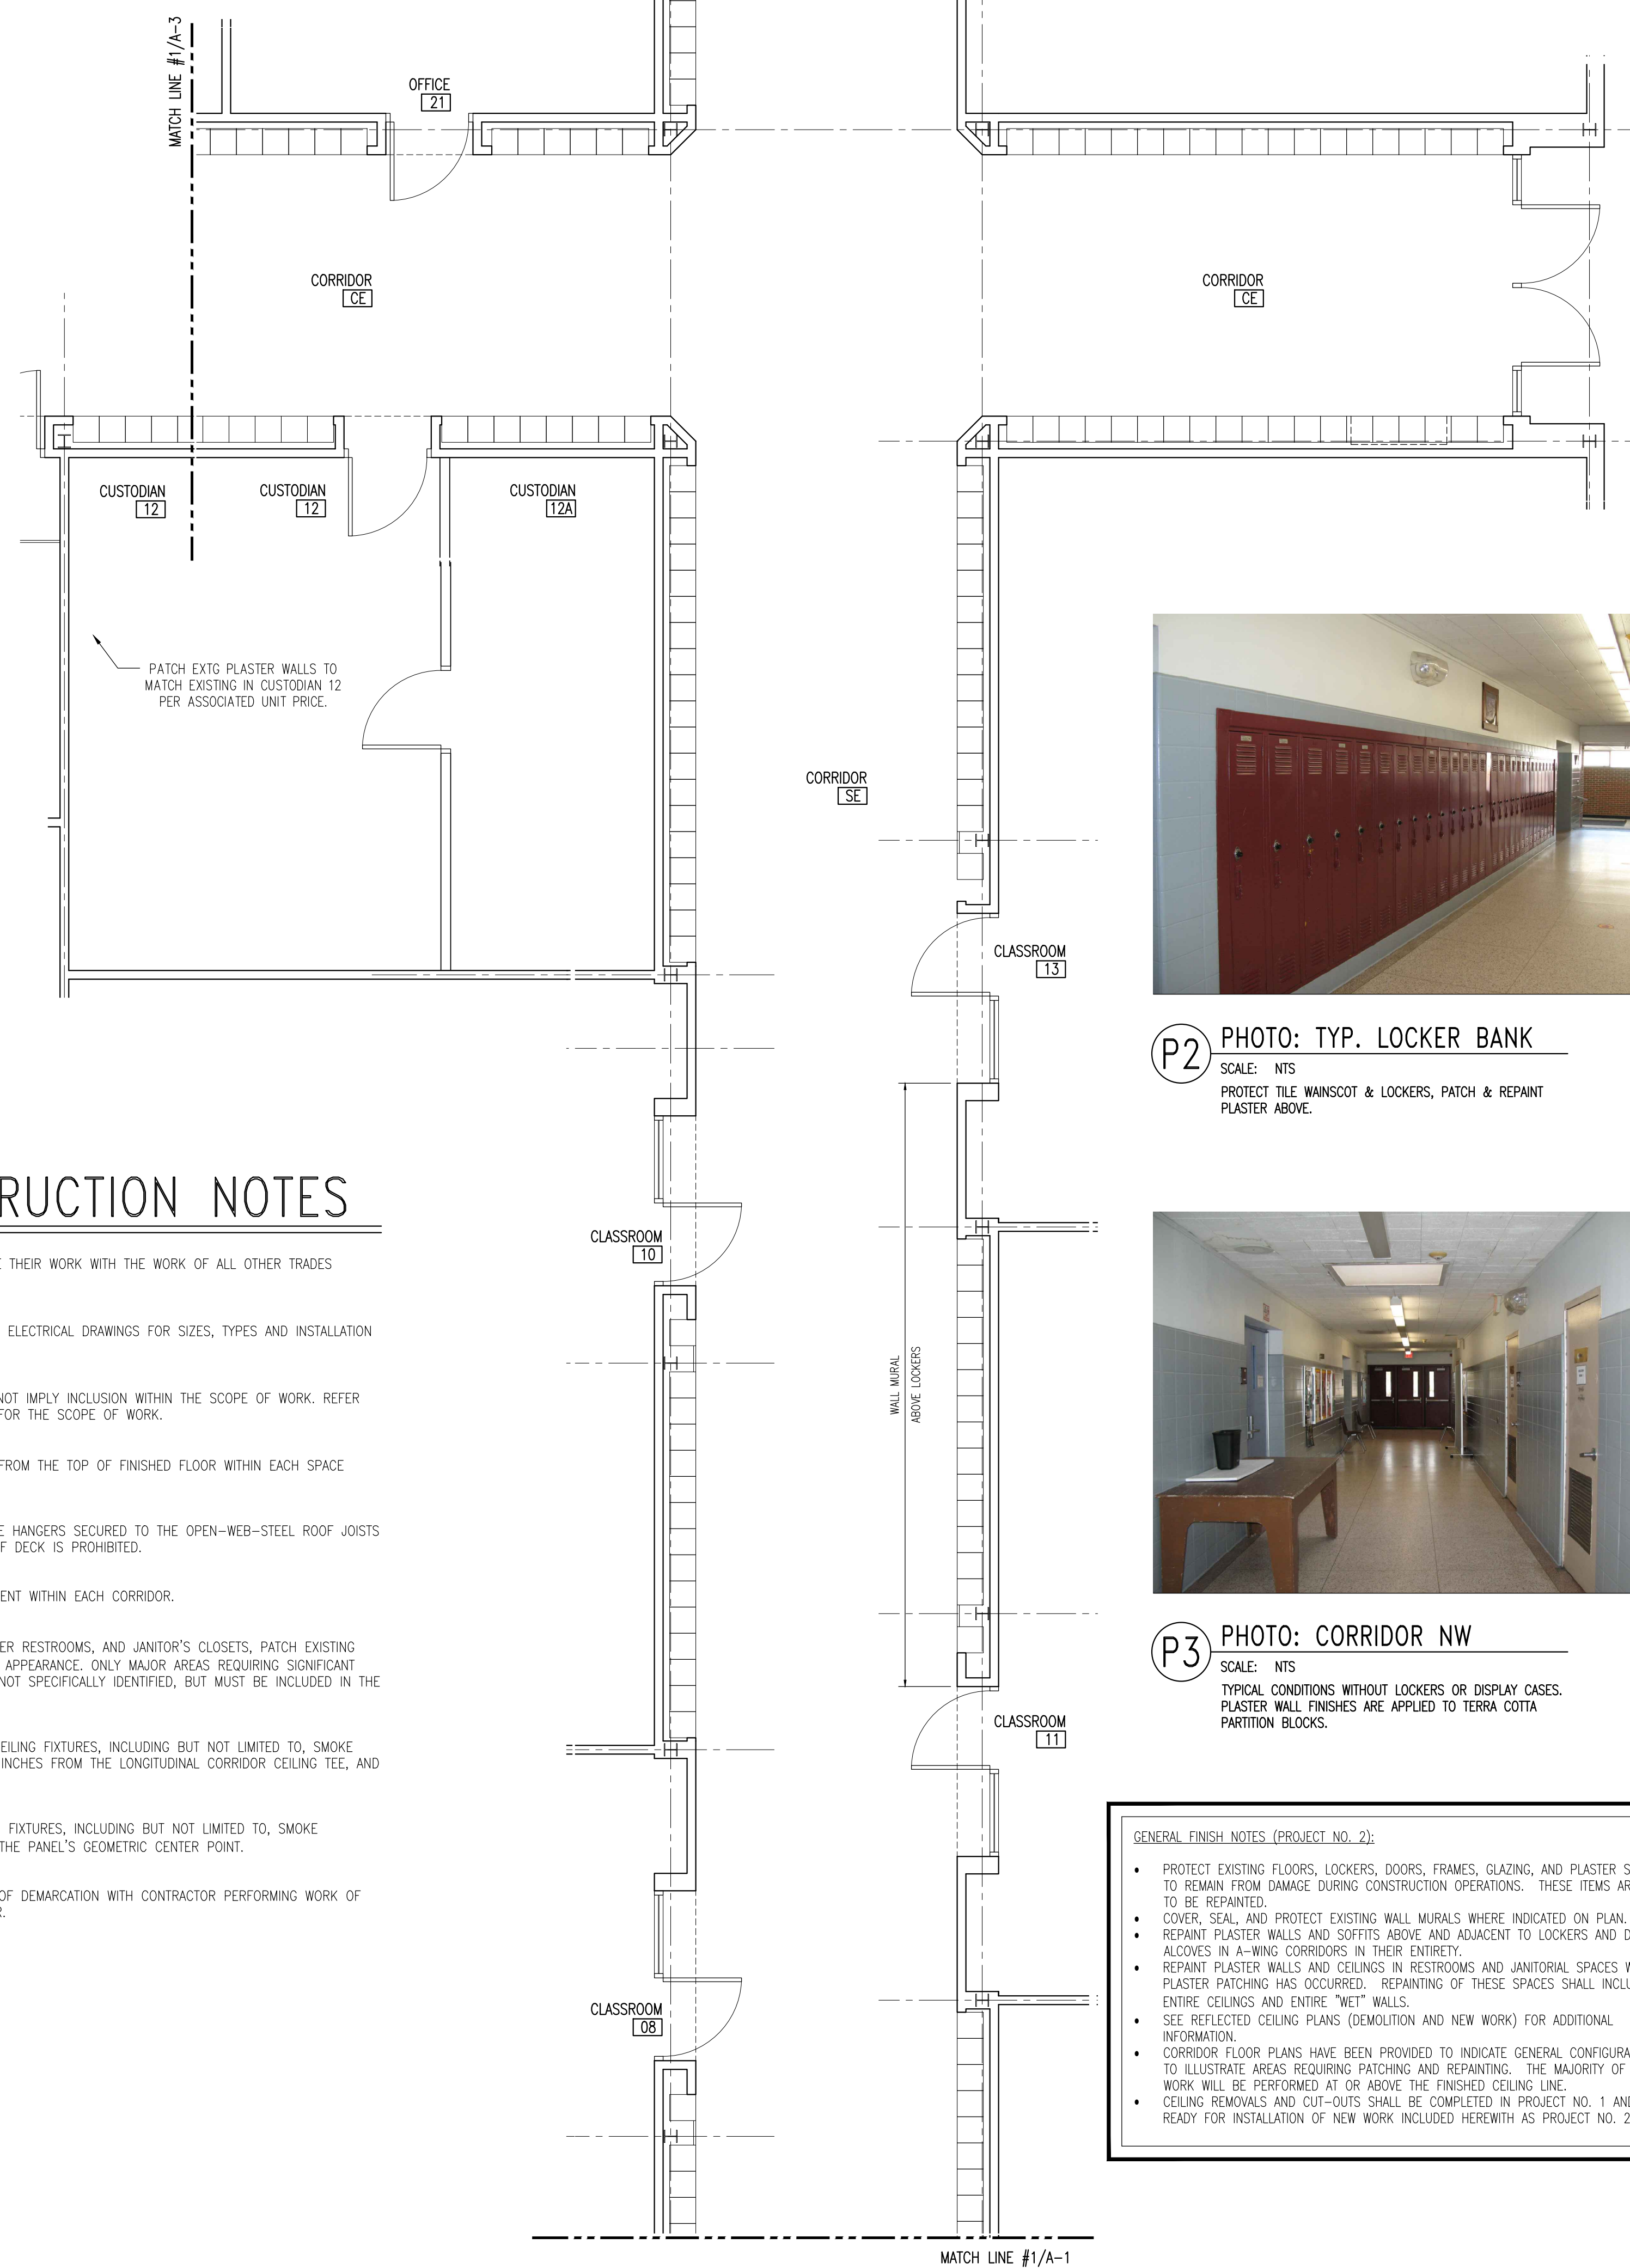 MATCH LINE #1/A-3
OFFICE
21
CORRIDOR
CE
CORRIDOR
CE
CUSTODIAN
12
CUSTODIAN
12
CUSTODIAN
12A
PATCH EXTG PLASTER WALLS TO
MATCH EXISTING IN CUSTODIAN 12
PER ASSOCIATED UNIT PRICE.
CORRIDOR
SE
CLASSROOM
13
P2
PHOTO: TYP. LOCKER BANK
SCALE: NTS
PROTECT TILE WAINSCOT & LOCKERS, PATCH & REPAINT
PLASTER ABOVE.
RUCTION NOTES
THEIR WORK WITH THE WORK OF ALL OTHER TRADES
ELECTRICAL DRAWINGS FOR SIZES, TYPES AND INSTALLATION
NOT IMPLY INCLUSION WITHIN THE SCOPE OF WORK. REFER
FOR THE SCOPE OF WORK.
FROM THE TOP OF FINISHED FLOOR WITHIN EACH SPACE
E HANGERS SECURED TO THE OPEN-WEB-STEEL ROOF JOISTS
F DECK IS PROHIBITED.
ENT WITHIN EACH CORRIDOR.
ER RESTROOMS, AND JANITOR'S CLOSETS, PATCH EXISTING
APPEARANCE. ONLY MAJOR AREAS REQUIRING SIGNIFICANT
NOT SPECIFICALLY IDENTIFIED, BUT MUST BE INCLUDED IN THE
EILING FIXTURES, INCLUDING BUT NOT LIMITED TO, SMOKE
INCHES FROM THE LONGITUDINAL CORRIDOR CEILING TEE, AND
FIXTURES, INCLUDING BUT NOT LIMITED TO, SMOKE
THE PANEL'S GEOMETRIC CENTER POINT.
OF DEMARCATION WITH CONTRACTOR PERFORMING WORK OF
R.
CLASSROOM
10
WALL MURAL
ABOVE LOCKERS
P3
PHOTO: CORRIDOR NW
SCALE: NTS
TYPICAL CONDITIONS WITHOUT LOCKERS OR DISPLAY CASES.
PLASTER WALL FINISHES ARE APPLIED TO TERRA COTTA
PARTITION BLOCKS.
CLASSROOM
11
CLASSROOM
08
GENERAL FINISH NOTES (PROJECT NO. 2):
• PROTECT EXISTING FLOORS, LOCKERS, DOORS, FRAMES, GLAZING, AND PLASTER S
TO REMAIN FROM DAMAGE DURING CONSTRUCTION OPERATIONS. THESE ITEMS AR
TO BE REPAINTED.
• COVER, SEAL, AND PROTECT EXISTING WALL MURALS WHERE INDICATED ON PLAN.
• REPAINT PLASTER WALLS AND SOFFITS ABOVE AND ADJACENT TO LOCKERS AND D
ALCOVES IN A-WING CORRIDORS IN THEIR ENTIRETY.
• REPAINT PLASTER WALLS AND CEILINGS IN RESTROOMS AND JANITORIAL SPACES W
PLASTER PATCHING HAS OCCURRED. REPAINTING OF THESE SPACES SHALL INCLU
ENTIRE CEILINGS AND ENTIRE "WET" WALLS.
• SEE REFLECTED CEILING PLANS (DEMOLITION AND NEW WORK) FOR ADDITIONAL
INFORMATION.
• CORRIDOR FLOOR PLANS HAVE BEEN PROVIDED TO INDICATE GENERAL CONFIGURA
TO ILLUSTRATE AREAS REQUIRING PATCHING AND REPAINTING. THE MAJORITY OF
WORK WILL BE PERFORMED AT OR ABOVE THE FINISHED CEILING LINE.
• CEILING REMOVALS AND CUT-OUTS SHALL BE COMPLETED IN PROJECT NO. 1 AND
READY FOR INSTALLATION OF NEW WORK INCLUDED HEREWITH AS PROJECT NO. 2
MATCH LINE #1/A-1